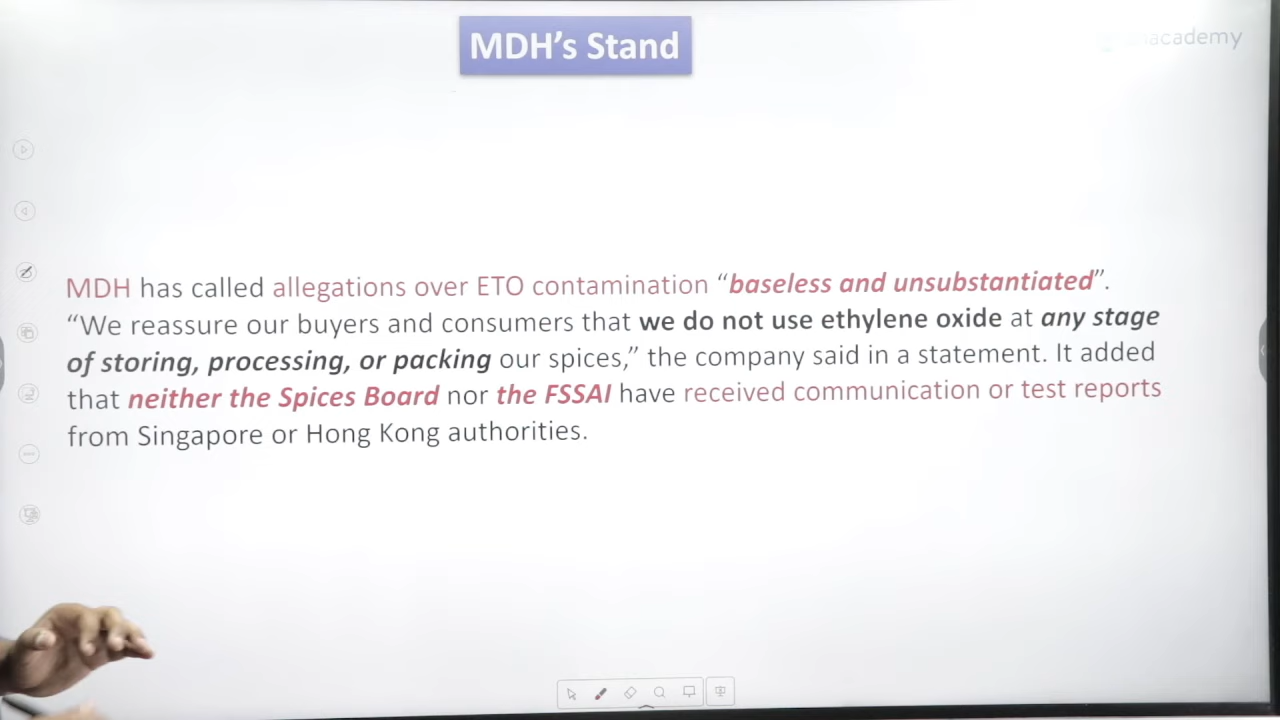 MDH’s Stand
academy
MDH has called allegations over ETO contamination “baseless and unsubstantiated”.
“We reassure our buyers and consumers that we do not use ethylene oxide at any stage
of storing, processing, or packing our spices,” the company said in a statement. It added
that neither the Spices Board nor the FSSAI have received communication or test reports
from Singapore or Hong Kong authorities.